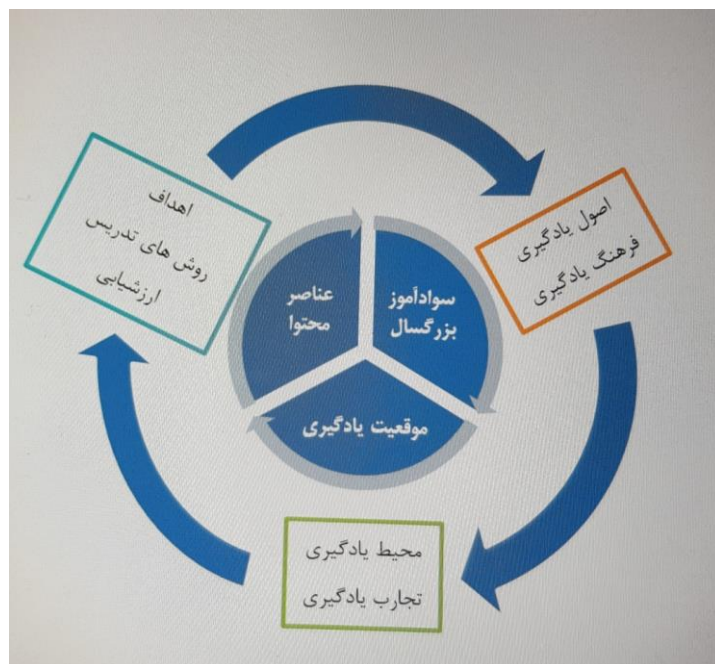 اهداف
روش های تدریس
ارزشیابی
اصول یادگیری
فرهنگ یادگیری
عناصر
محتوا
سوادآموز
بزرگسال
موقعیت یادگیری
محیط یادگیری
تجارب یادگیری